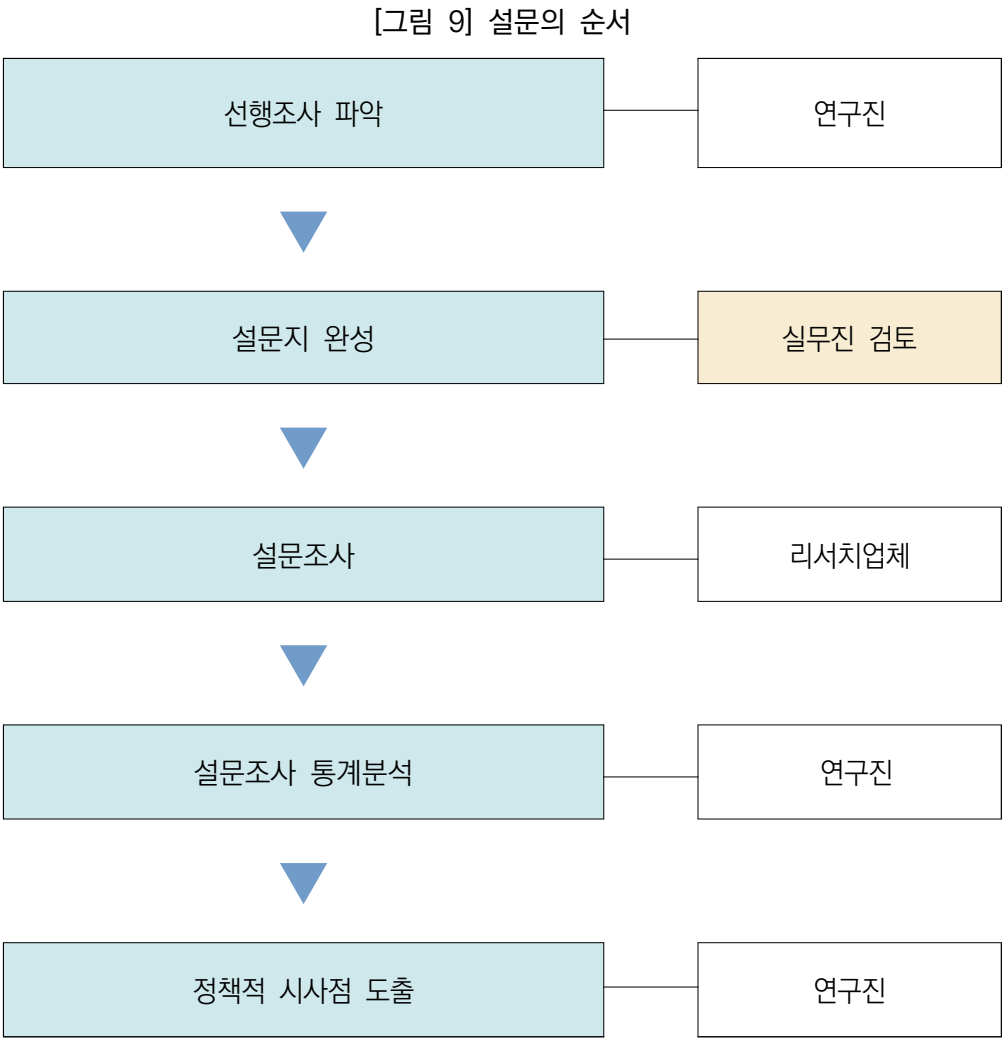 [그림 9] 설문의 순서
선행조사 파악
연구진
설문지 완성
실무진 검토
설문조사
리서치업체
설문조사 통계분석
연구진
정책적 시사점 도출
연구진